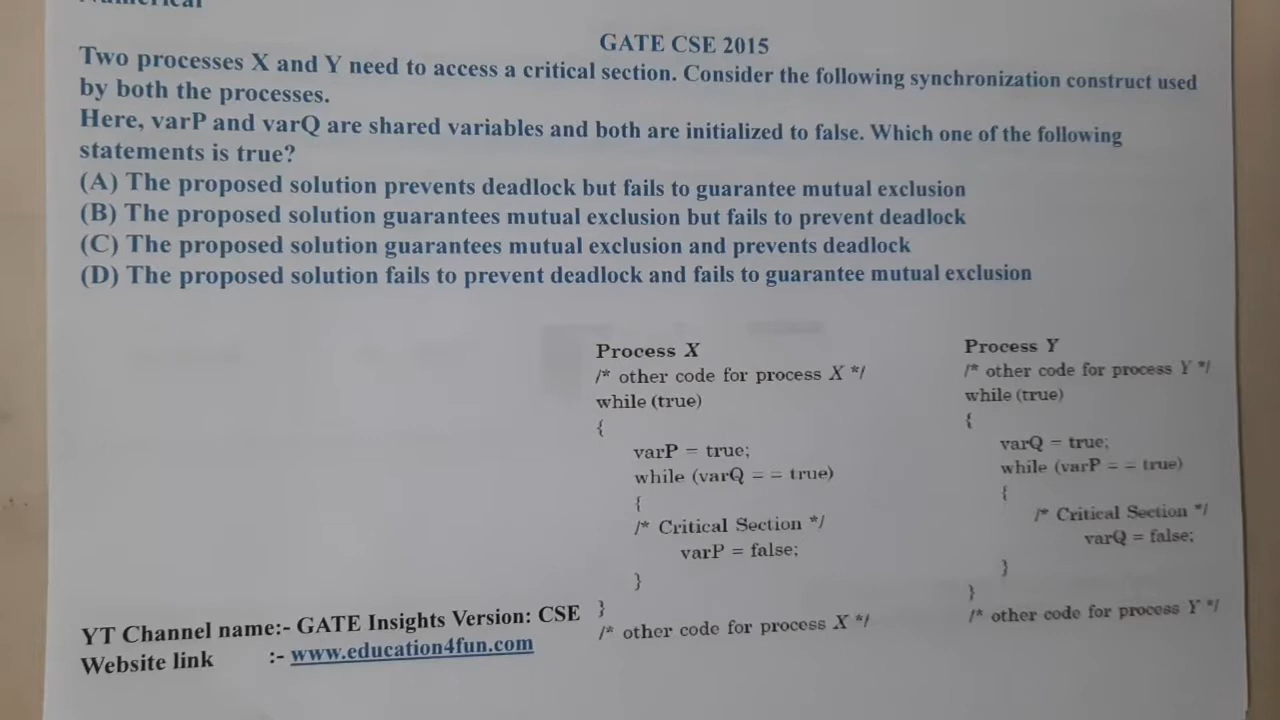 Numerical
GATE CSE 2015
Two processes X and Y need to access a critical section. Consider the following synchronization construct used
by both the processes.
Here, varP and varQ are shared variables and both are initialized to false. Which one of the following
statements is true?
(A) The proposed solution prevents deadlock but fails to guarantee mutual exclusion
(B) The proposed solution guarantees mutual exclusion but fails to prevent deadlock
(C) The proposed solution guarantees mutual exclusion and prevents deadlock
(D) The proposed solution fails to prevent deadlock and fails to guarantee mutual exclusion
Process X
/* other code for process X */
while (true)
{
varP = true;
while (varQ = = true)
{
/* Critical Section */
varP = false;
}
}
/* other code for process X */
Process Y
/* other code for process Y */
while (true)
{
varQ = true;
while (varP = = true)
{
/* Critical Section */
varQ = false;
}
}
/* other code for process Y */
YT Channel name:- GATE Insights Version: CSE
Website link :- www.education4fun.com